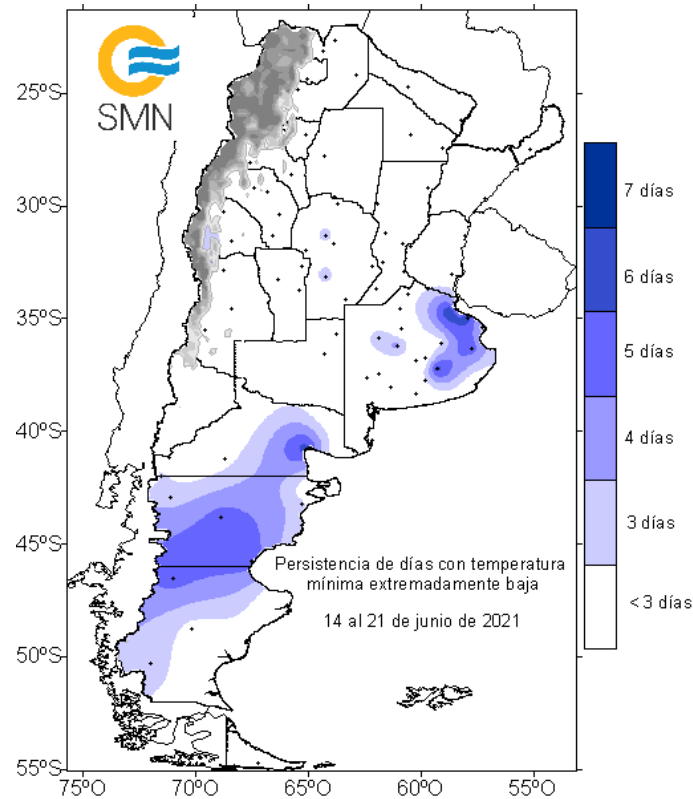 SMN
25ºS
30ºS
35ºS
40ºS
45ºS
50ºS
55ºS
75ºO
70ºO
65ºO
60ºO
55ºO
Persistencia de días con temperatura
mínima extremadamente baja
14 al 21 de junio de 2021
7 días
6 días
5 días
4 días
3 días
<3 días